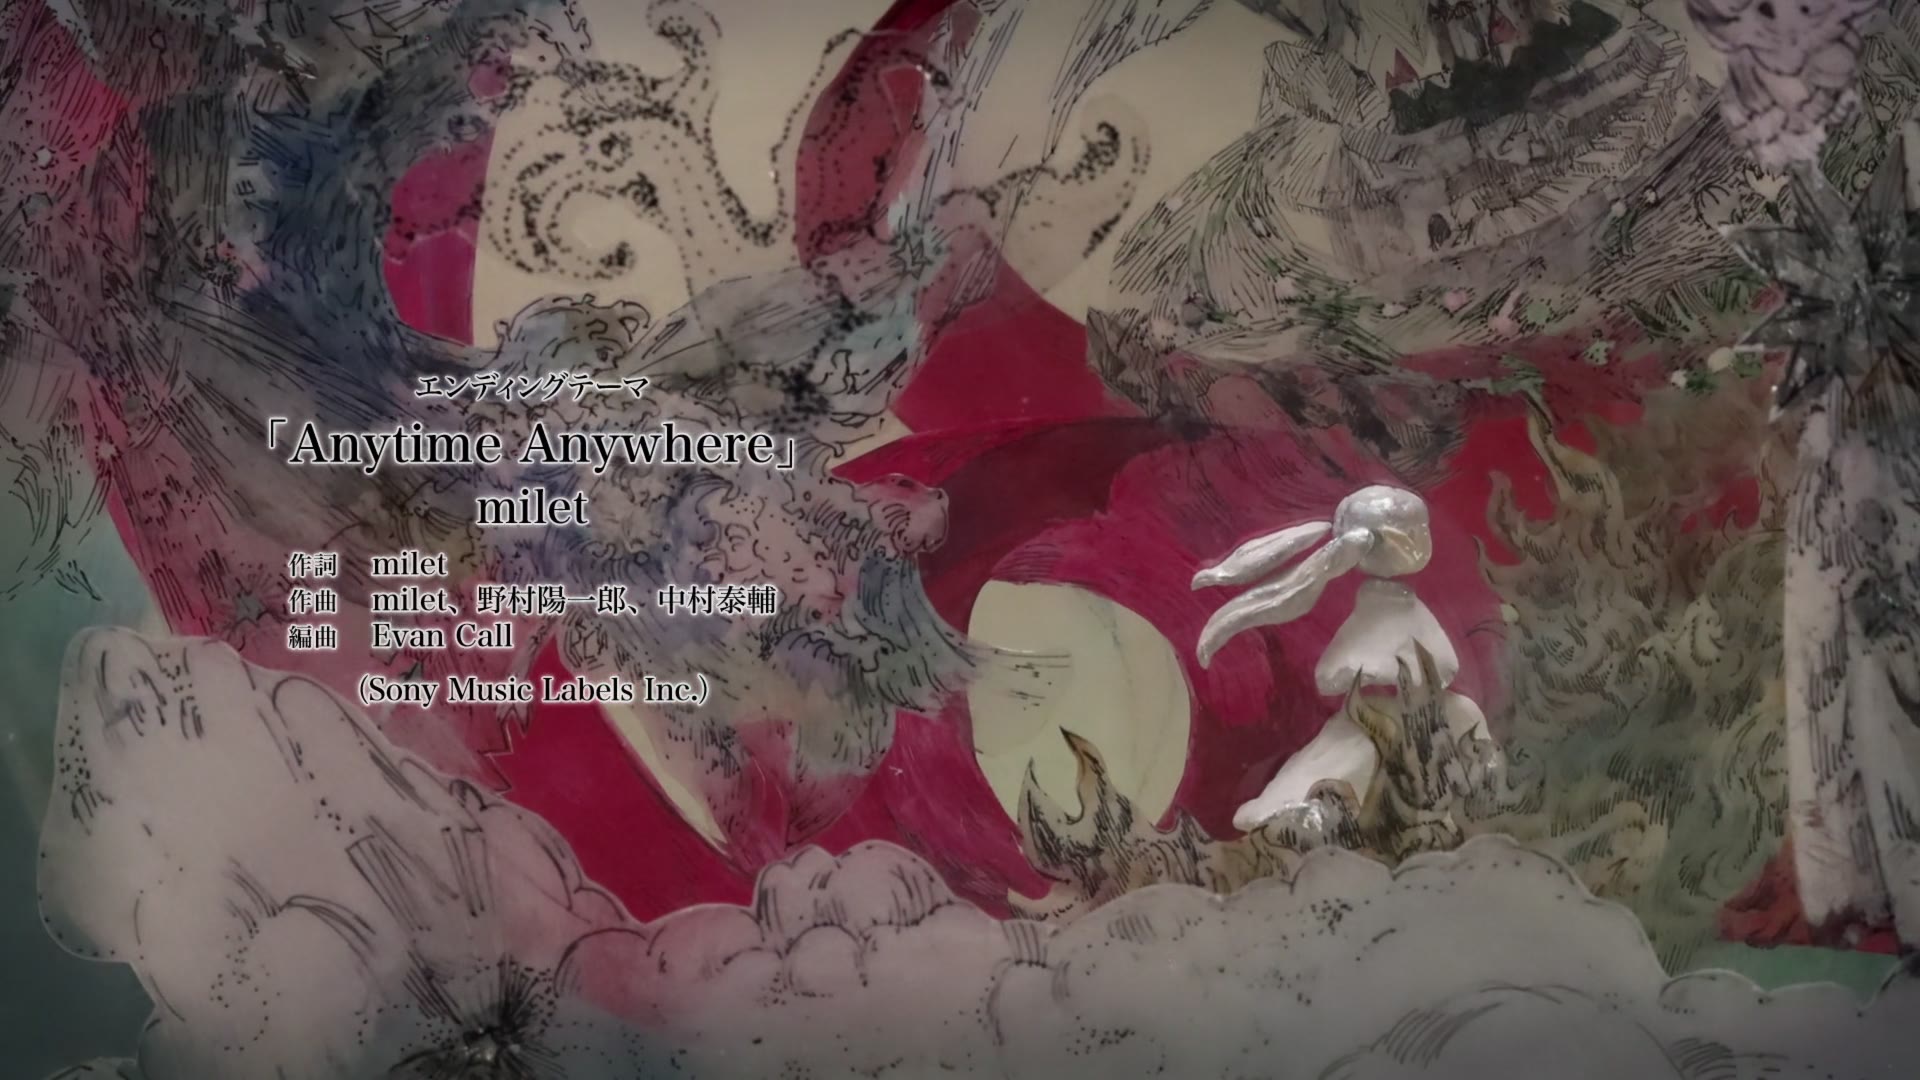 エンディングテーマ
「Anytime Anywhere」
milet
作詞 milet
作曲 milet、野村陽一郎、中村泰輔
編曲 Evan Call
(Sony Music Labels Inc.)